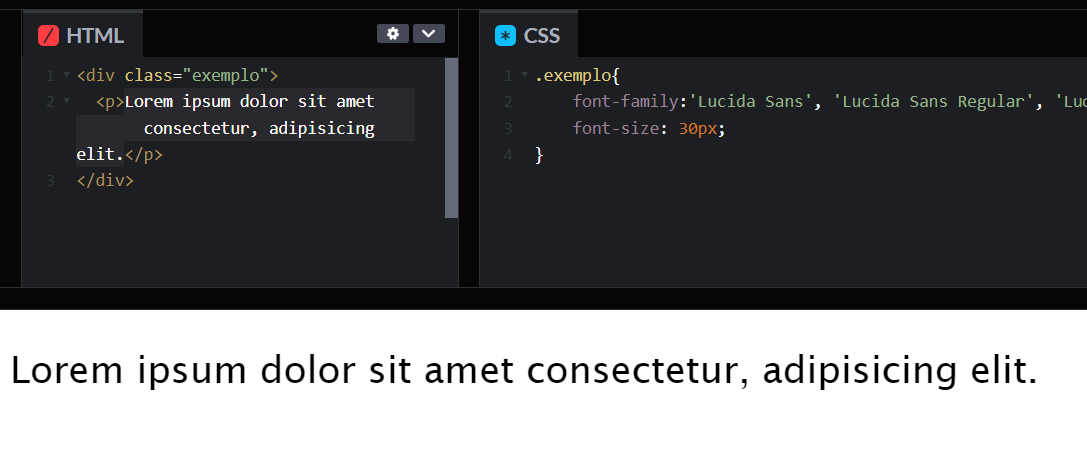 HTML
1 <div class="exemplo">
2 <p>Lorem ipsum dolor sit amet
consectetur, adipisicing
elit.</p>
3 </div>
CSS
1 .exemplo{
2 font-family:'Lucida Sans', 'Lucida Sans Regular', 'Luc
3 font-size: 30px;
4 }
Lorem ipsum dolor sit amet consectetur, adipisicing elit.